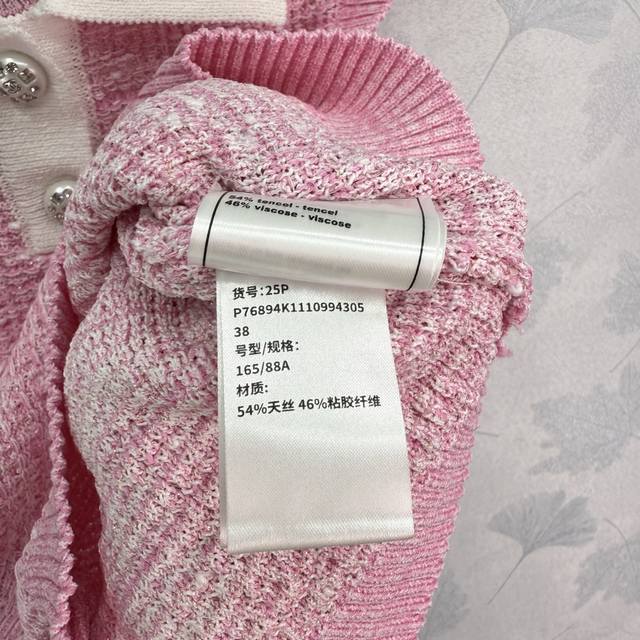 54% tencel - tencel
46% viscose - viscose
货号:25P
P76894K1110994305
38
号型/规格:
165/88A
材质:
54%天丝 46%粘胶纤维